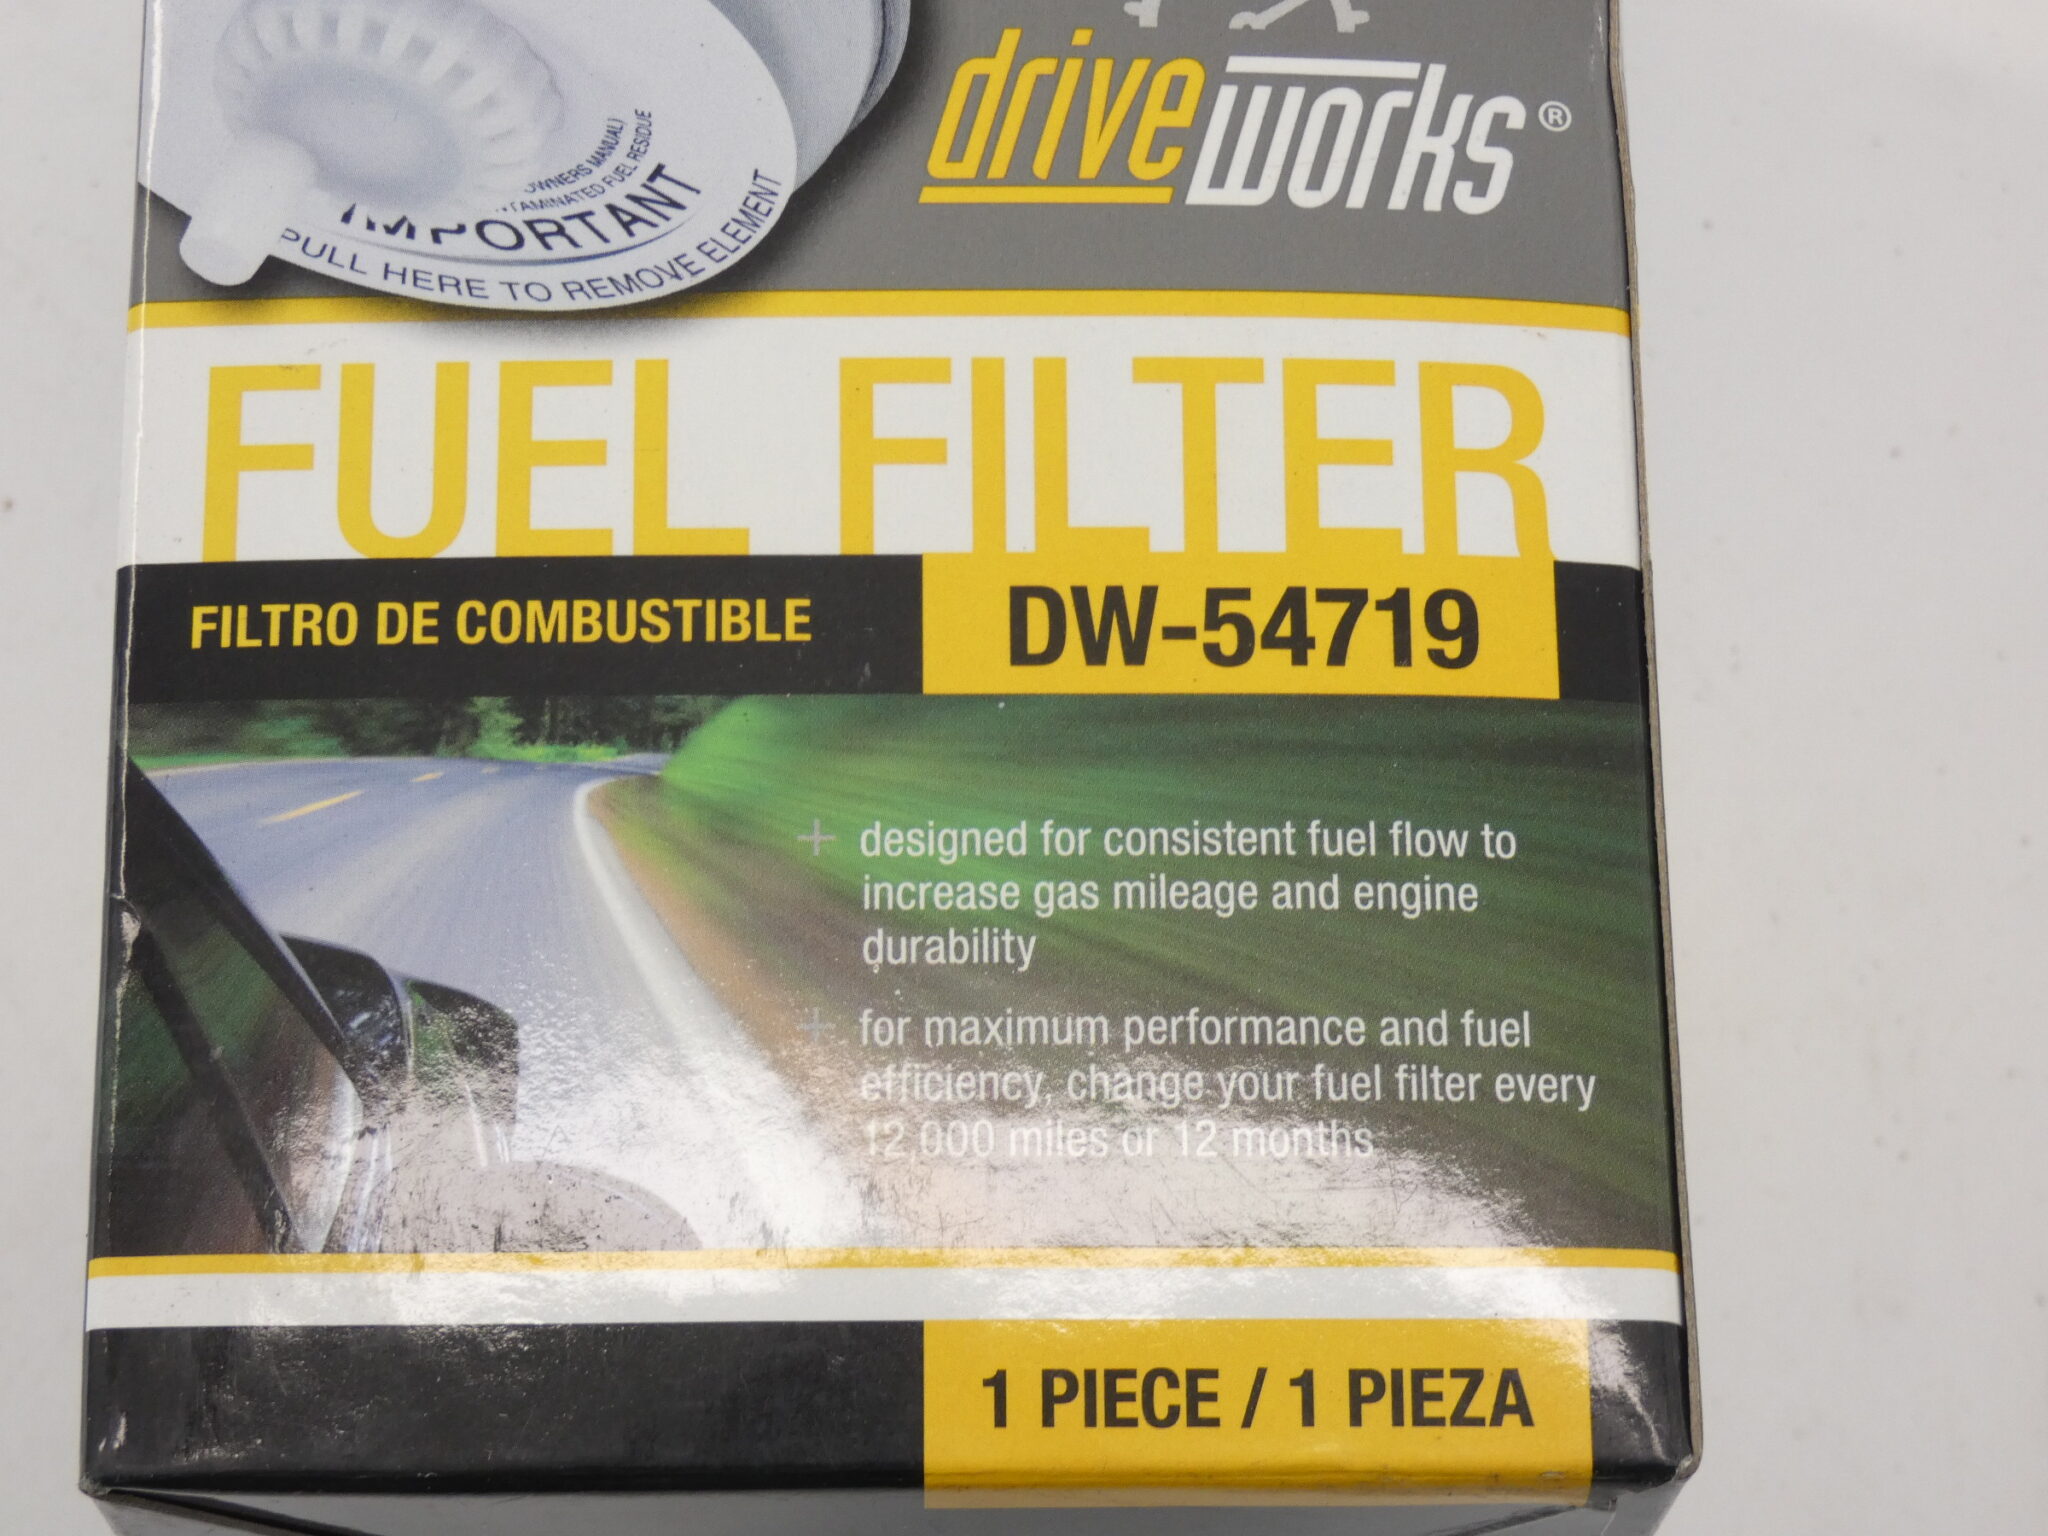 driveworks®
OWNERS MANUAL)
FUEL RESIDUE
IMPORTANT
PULL HERE TO REMOVE ELEMENT
FUEL FILTER
FILTRO DE COMBUSTIBLE
DW-54719
+ designed for consistent fuel flow to
increase gas mileage and engine
durability
+ for maximum performance and fuel
efficiency, change your fuel filter every
12,000 miles or 12 months
1 PIECE / 1 PIEZA